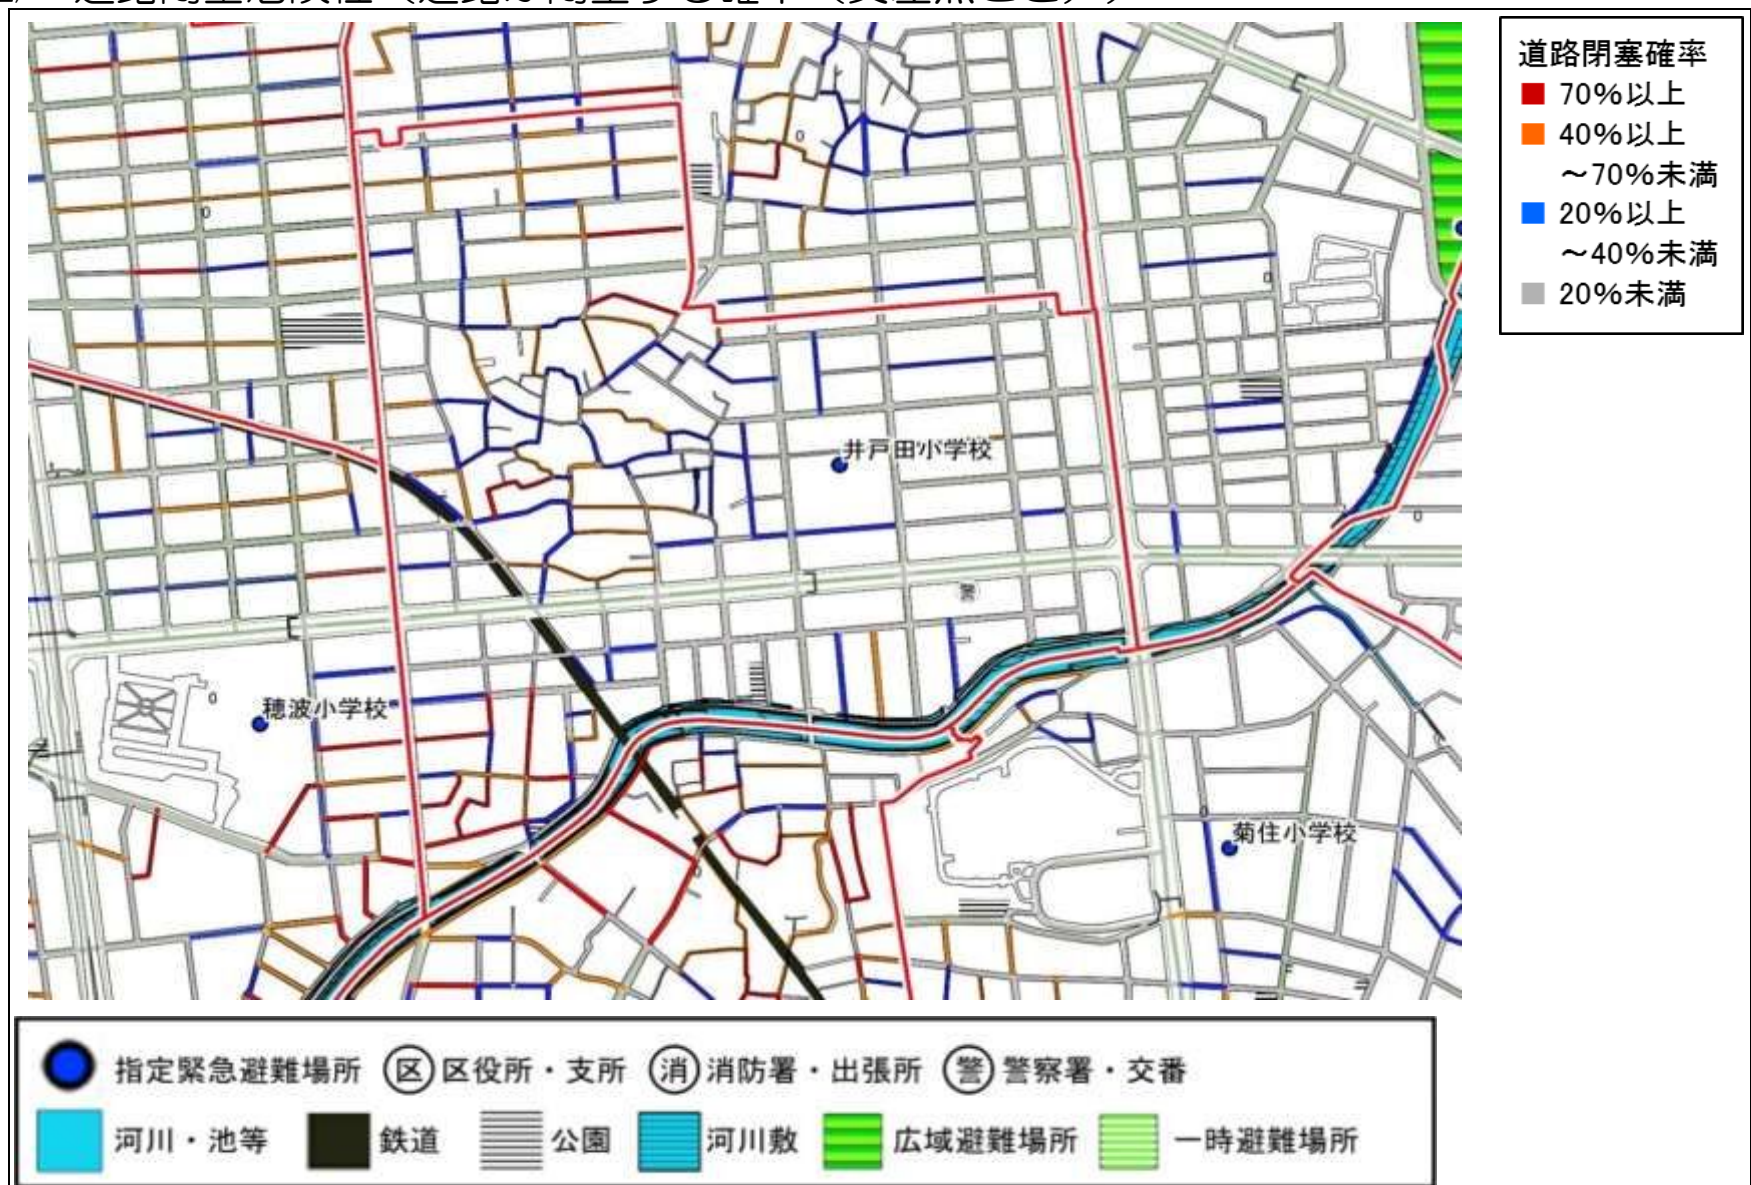 道路閉塞確率
70%以上
40%以上
～70%未満
20%以上
～40%未満
20%未満
井戸田小学校
警
穂波小学校
菊住小学校
指定緊急避難場所 区 区役所・支所 消 消防署・出張所 警 警察署・交番
河川・池等 鉄道 公園 河川敷 広域避難場所 一時避難場所